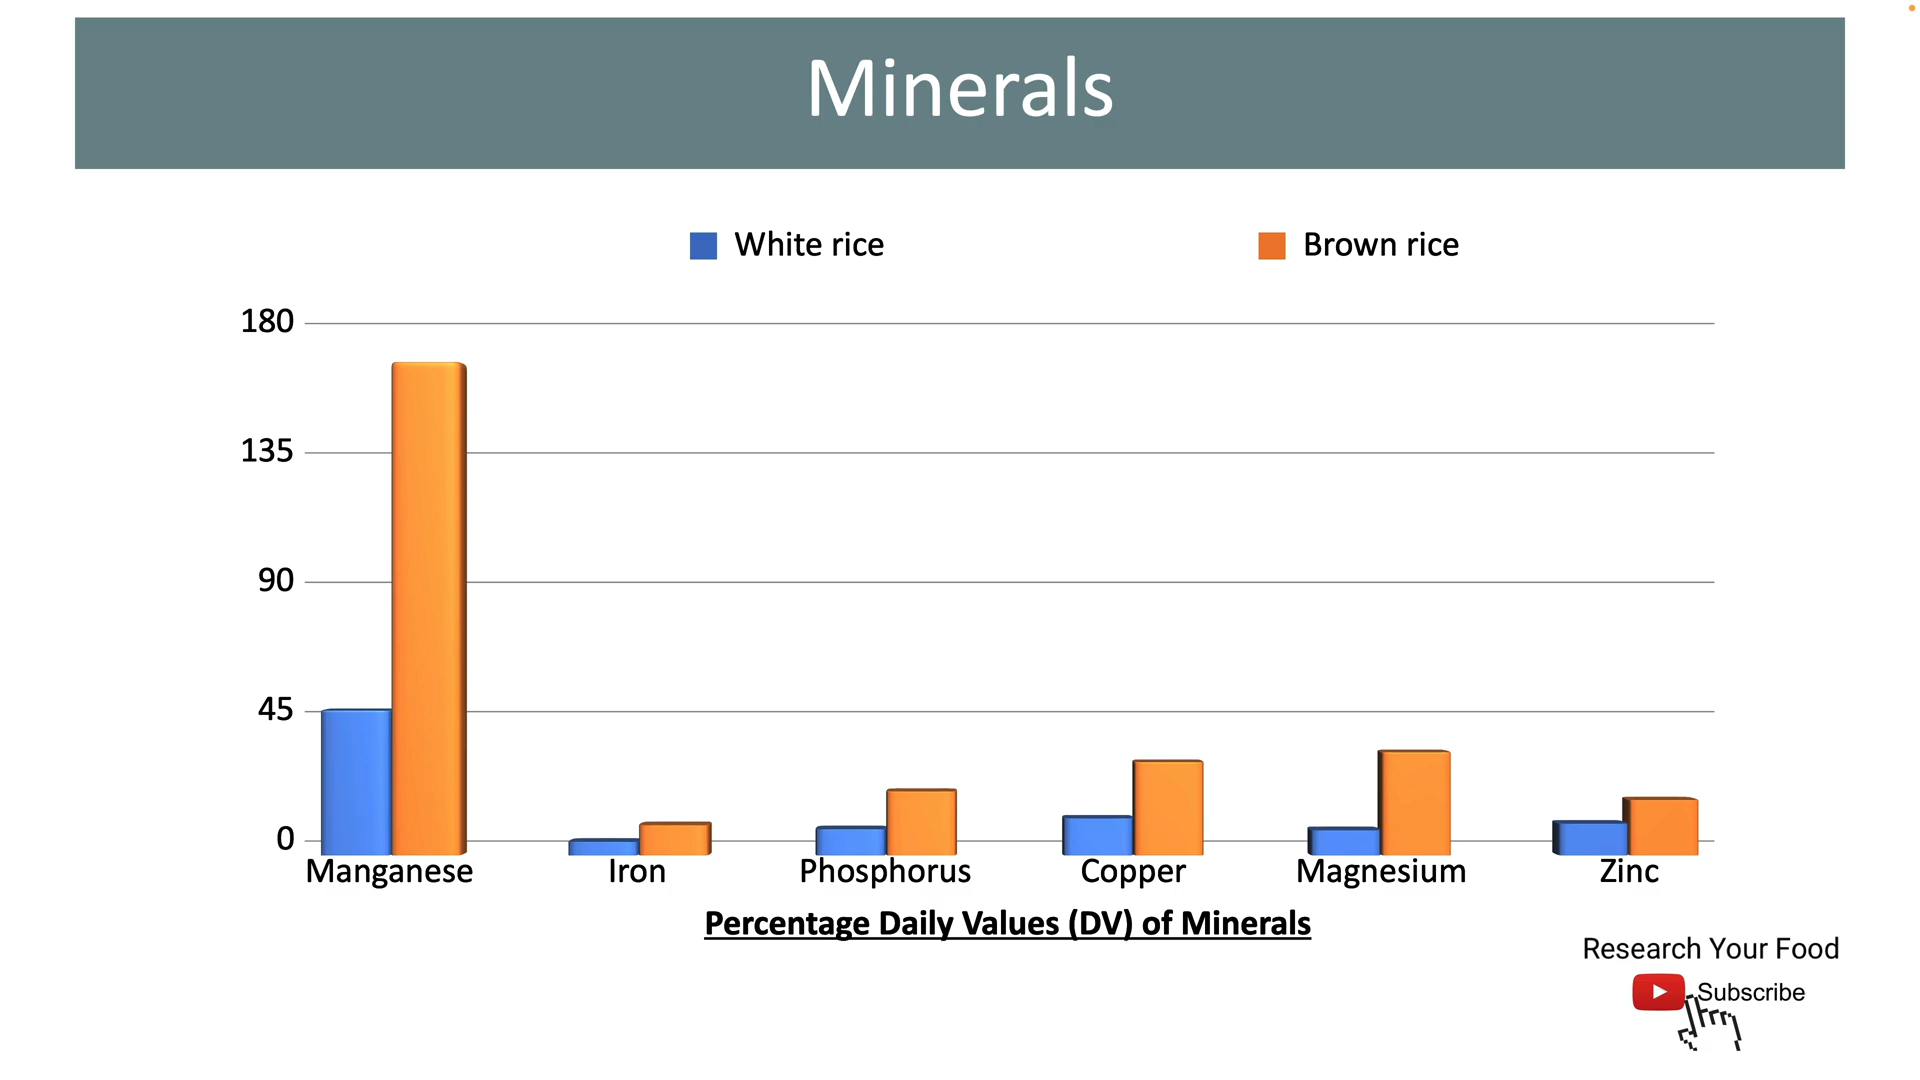 Minerals
White rice
Brown rice
180
135
90
45
0
Manganese
Iron
Phosphorus
Copper
Magnesium
Zinc
Percentage Daily Values (DV) of Minerals
Research Your Food
Subscribe